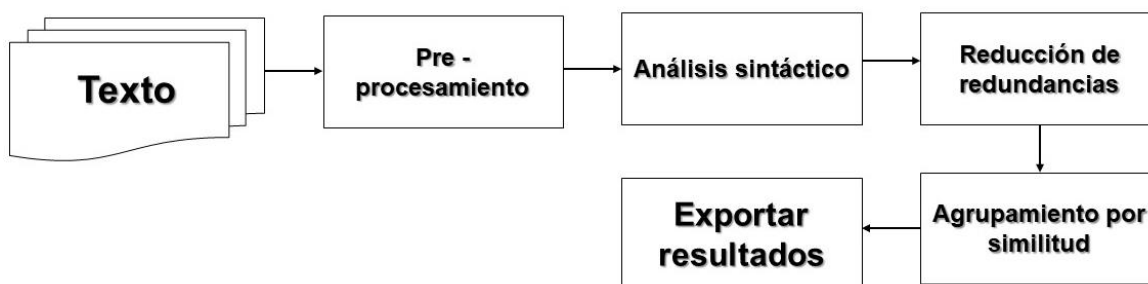 Texto
Pre -
procesamiento
Análisis sintáctico
Reducción de
redundancias
Agrupamiento por
similitud
Exportar
resultados